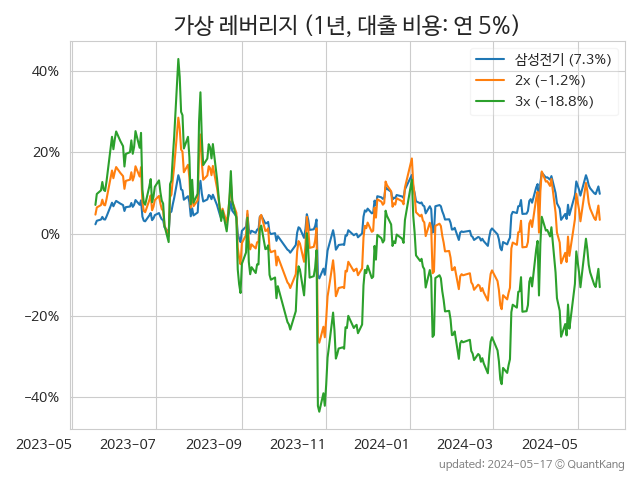 가상 레버리지 (1년, 대출 비용: 연 5%)
삼성전기 (7.3%)
2x (−1.2%)
3x (−18.8%)
40%
20%
0%
−20%
−40%
2023−05 2023−07 2023−09 2023−11 2024−01 2024−03 2024−05
updated: 2024−05−17 © QuantKang